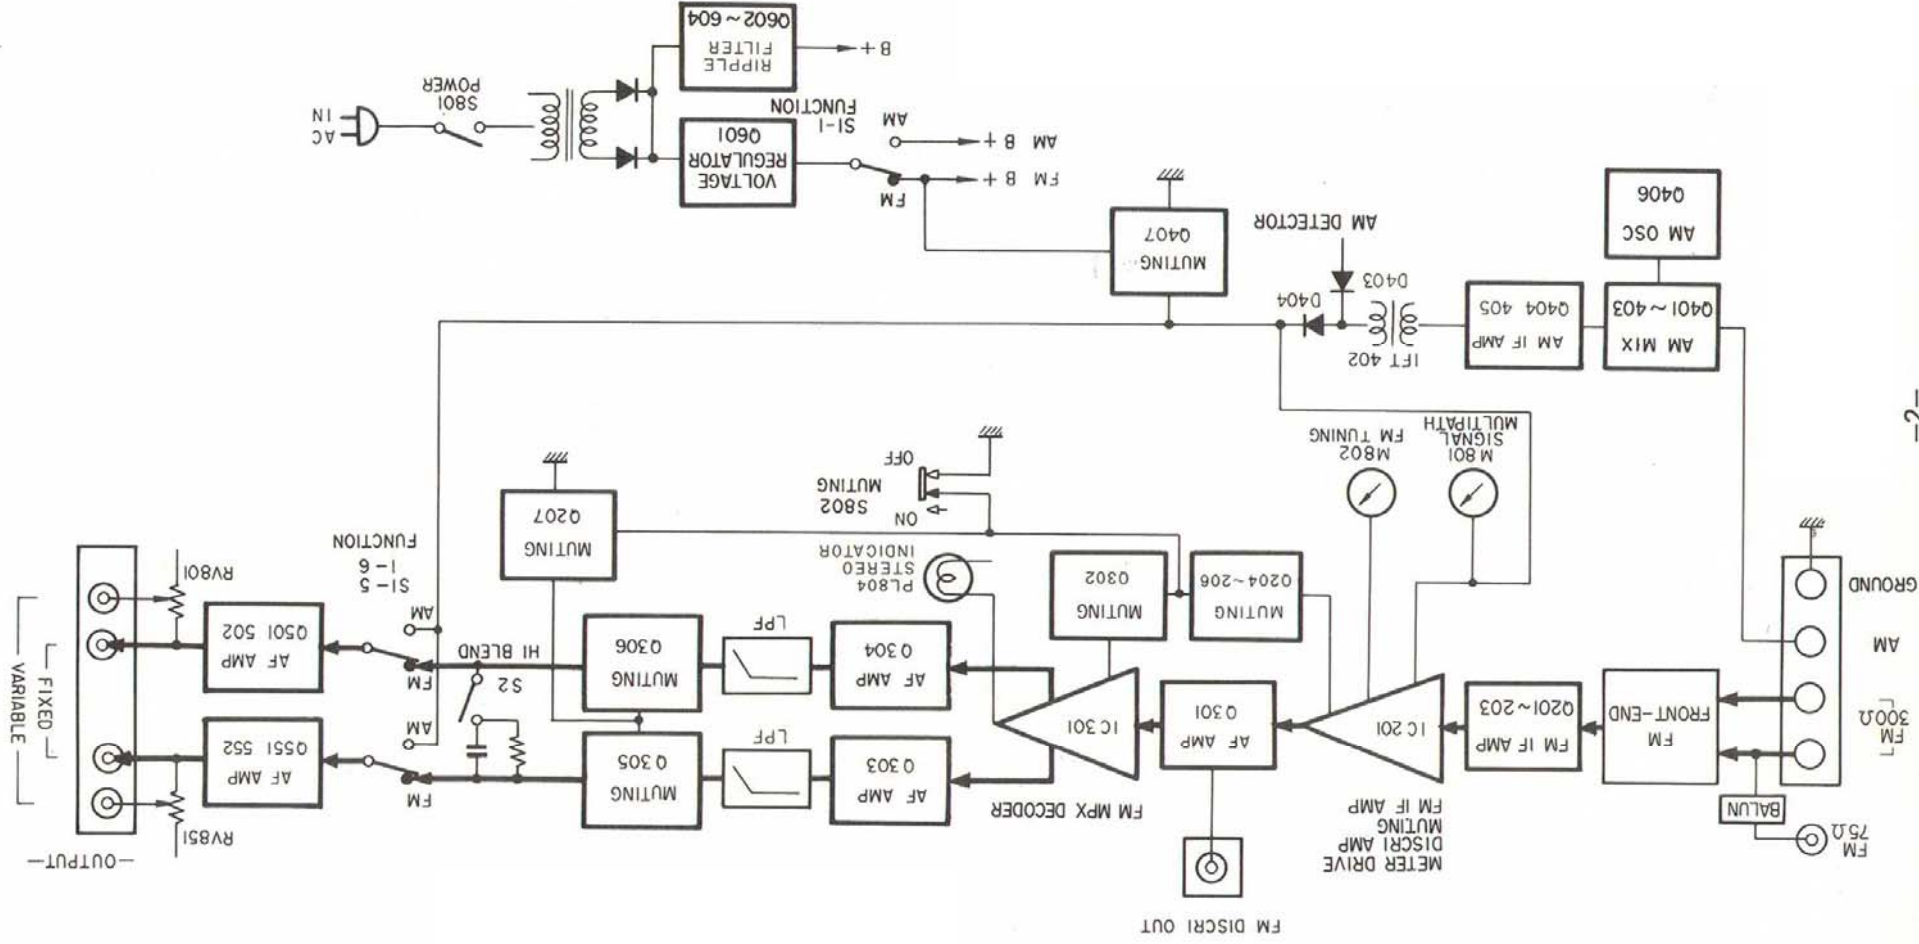 FM
75Ω
BALUN
FM
300Ω
AM
GROUND
FM
FRONT-END
FM IF AMP
Q201~203
METER DRIVE
DISCRI AMP
MUTING
FM IF AMP
IC 201
FM DISCRI OUT
AF AMP
Q 301
FM MPX DECODER
IC 301
AF AMP
Q 303
LPF
MUTING
Q 305
FM
AM
AF AMP
Q551 552
RV851
—OUTPUT—
AF AMP
Q 304
LPF
MUTING
Q306
HI BLEND
S2
FM
AM
S1-5
1-6
FUNCTION
AF AMP
Q501 502
RV801
FIXED
VARIABLE
MUTING
Q204~206
MUTING
Q302
PL804
STEREO
INDICATOR
MUTING
Q207
ON
S802
MUTING
OFF
M801
SIGNAL
MULTIPATH
M802
FM TUNING
AM MIX
Q401~403
AM OSC
Q406
AM IF AMP
Q404 405
IFT 402
D404
D403
AM DETECTOR
MUTING
Q407
FM
FM B+
AM B+
AM
S1-1
FUNCTION
VOLTAGE
REGULATOR
Q601
RIPPLE
FILTER
Q602~604
B+
S801
POWER
AC
IN
—2—